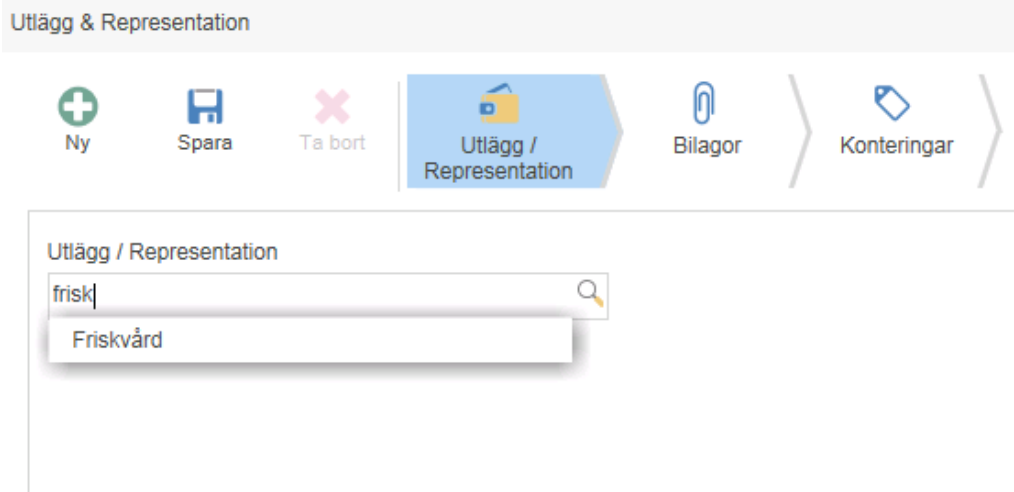 Utlägg & Representation
Ny
Spara
Ta bort
Utlägg /
Representation
Bilagor
Konteringar
Utlägg / Representation
frisk
Friskvård